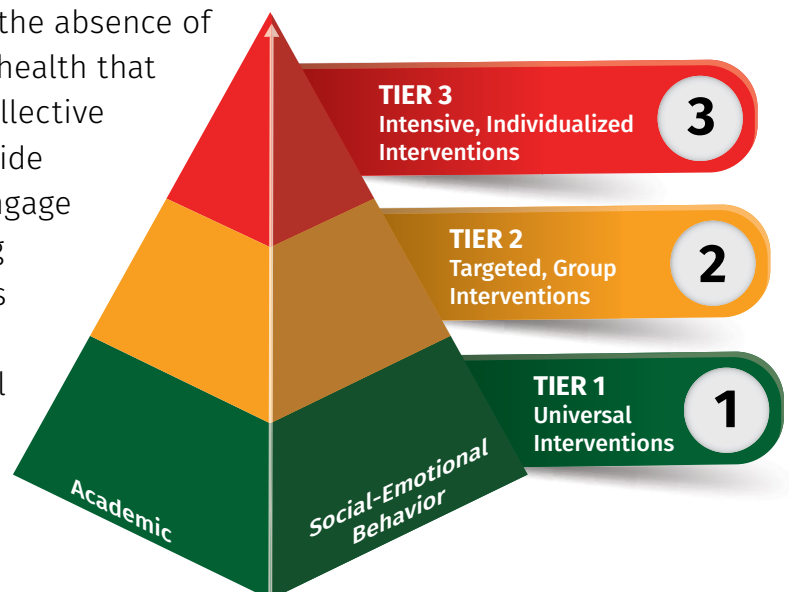 the absence of
health that
llective
ide
ngage
g
s
l
TIER 3
Intensive, Individualized
Interventions
3
TIER 2
Targeted, Group
Interventions
2
TIER 1
Universal
Interventions
1
Academic
Social-Emotional
Behavior